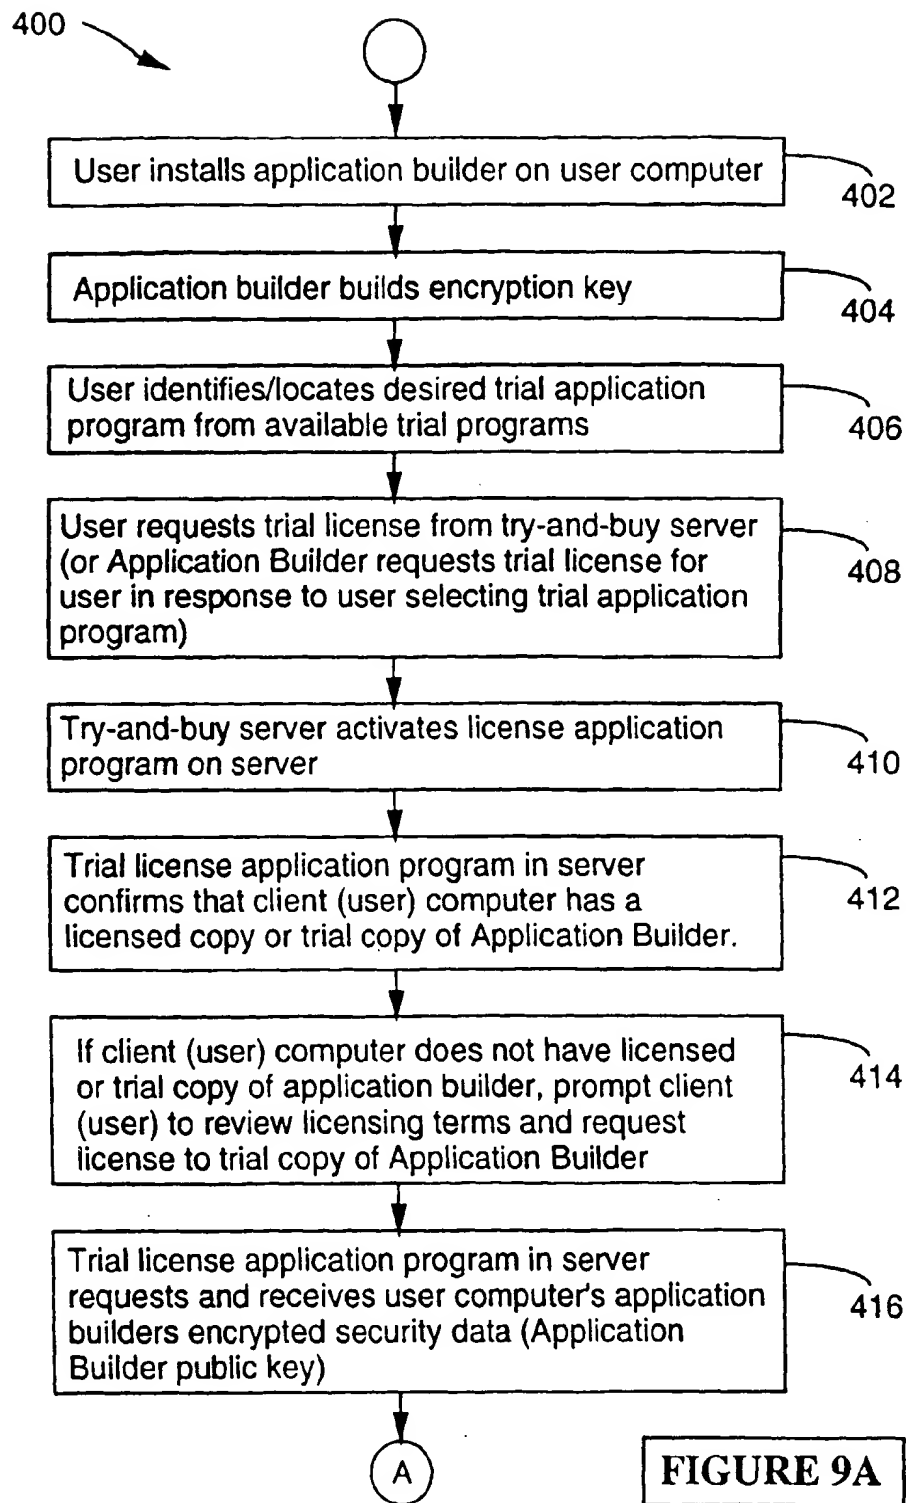 400
User installs application builder on user computer
402
Application builder builds encryption key
404
User identifies/locates desired trial application
program from available trial programs
406
User requests trial license from try-and-buy server
(or Application Builder requests trial license for
user in response to user selecting trial application
program)
408
Try-and-buy server activates license application
program on server
410
Trial license application program in server
confirms that client (user) computer has a
licensed copy or trial copy of Application Builder.
412
If client (user) computer does not have licensed
or trial copy of application builder, prompt client
(user) to review licensing terms and request
license to trial copy of Application Builder
414
Trial license application program in server
requests and receives user computer's application
builders encrypted security data (Application
Builder public key)
416
A
FIGURE 9A